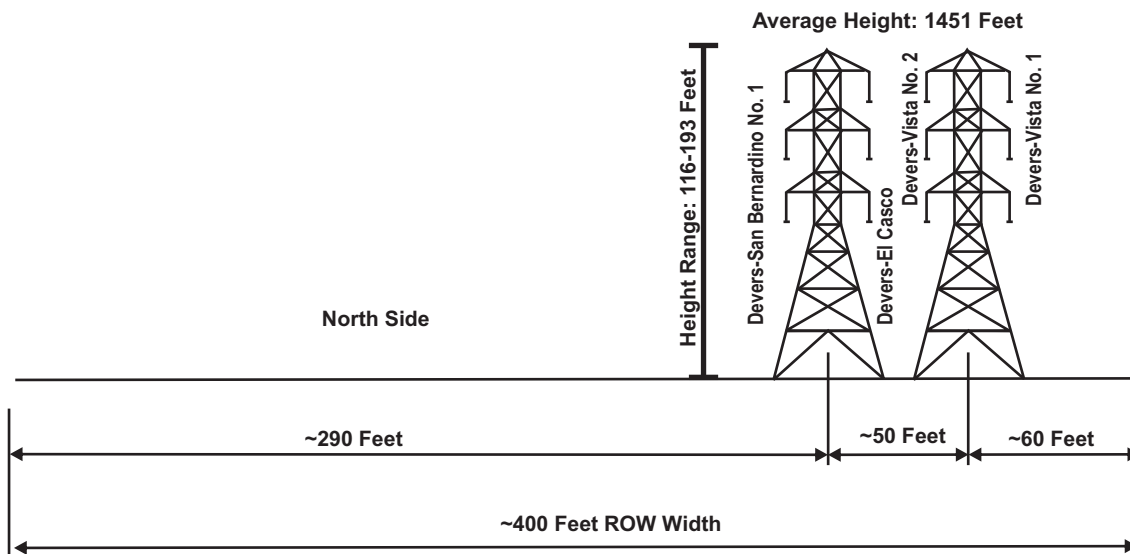 Average Height: 1451 Feet
Height Range: 116-193 Feet
Devers-San Bernardino No. 1
Devers-El Casco
Devers-Vista No. 2
Devers-Vista No. 1
North Side
~290 Feet
~50 Feet
~60 Feet
~400 Feet ROW Width